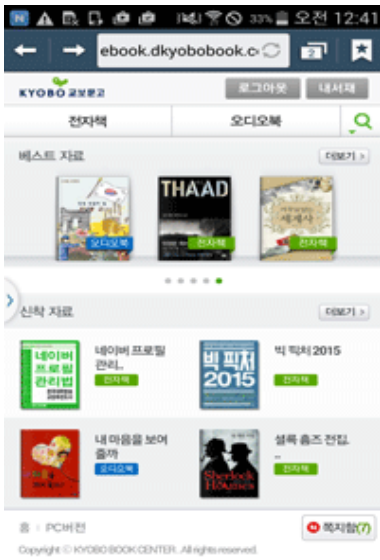 33% 오전 12:41
ebook.dkyobobook.c
2
KYOBO 교보문고
로그아웃 내서재
전자책 오디오북
베스트 자료 더보기 >
오디오북
THAAD
전자책
세계사
전자책
신착 자료 더보기 >
네이버
프로필
관리법
네이버 프로필
관리..
전자책
빅 픽처
2015
빅 픽처 2015
전자책
내 마음을 보여
줄까
오디오북
Sherlock
Holmes
셜록 홈즈 전집.
..
전자책
홈 | PC버전
N 쪽지함(7)
Copyright © KYOBO BOOK CENTER. All rights reserved.